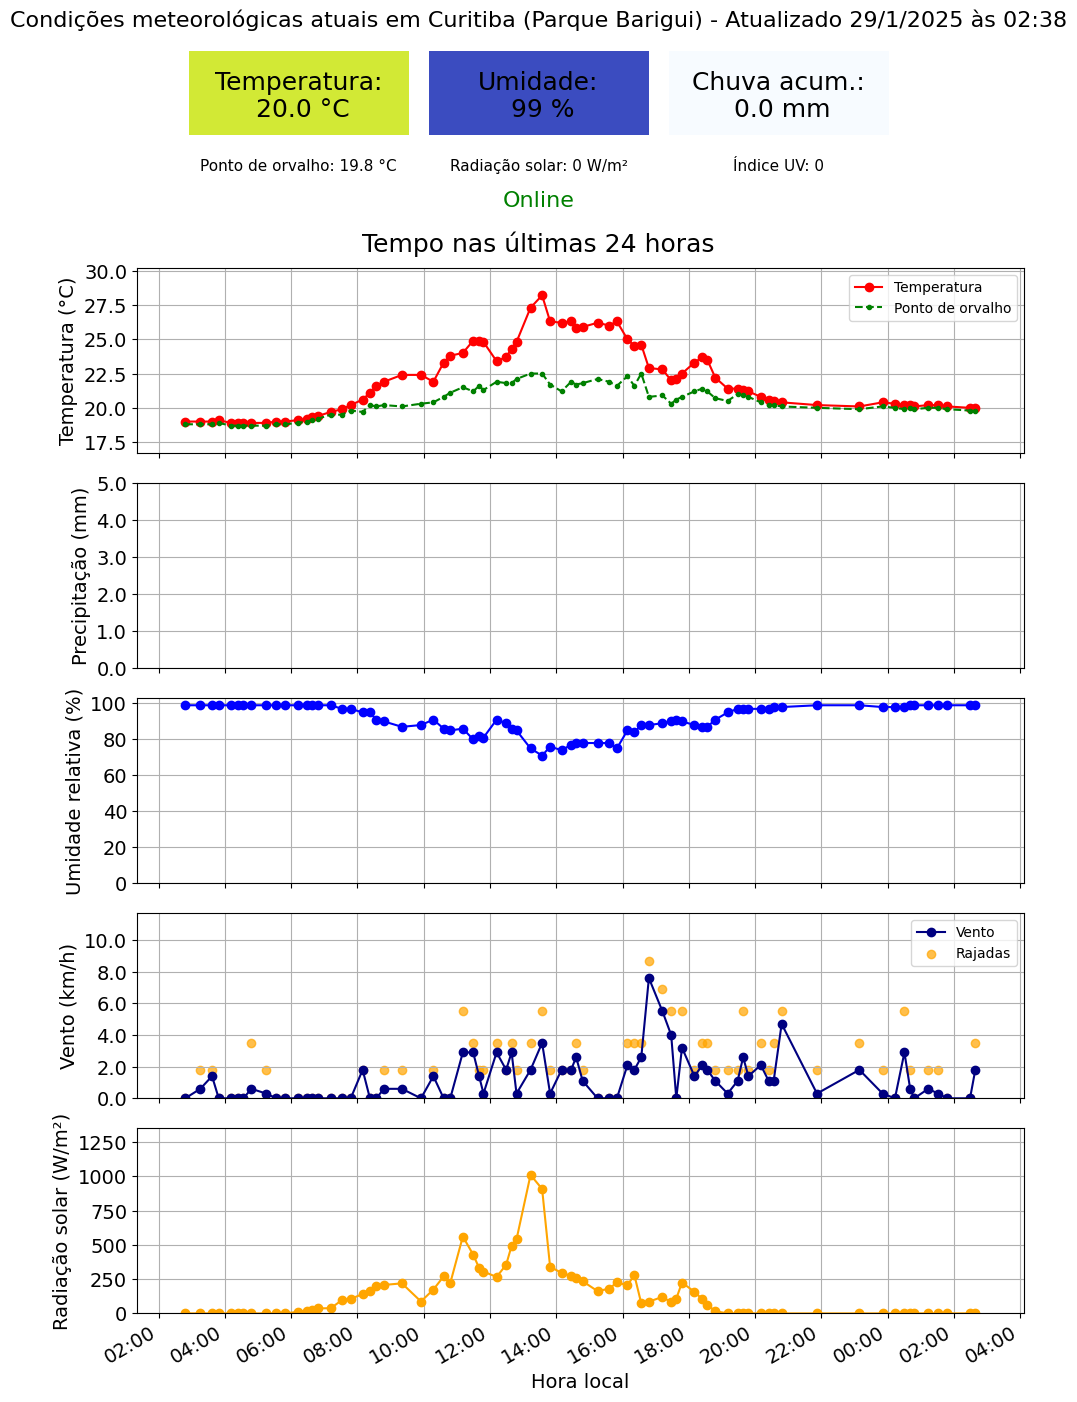 Condições meteorológicas atuais em Curitiba (Parque Barigui) - Atualizado 29/1/2025 às 02:38
Temperatura:
20.0 °C
Umidade:
99 %
Chuva acum.:
0.0 mm
Ponto de orvalho: 19.8 °C
Radiação solar: 0 W/m²
Índice UV: 0
Online
Tempo nas últimas 24 horas
Temperatura (°C)
30.0
27.5
25.0
22.5
20.0
17.5
Temperatura
Ponto de orvalho
Precipitação (mm)
5.0
4.0
3.0
2.0
1.0
0.0
Umidade relativa (%)
100
80
60
40
20
0
Vento (km/h)
10.0
8.0
6.0
4.0
2.0
0.0
Vento
Rajadas
Radiação solar (W/m²)
1250
1000
750
500
250
0
02:00
04:00
06:00
08:00
10:00
12:00
14:00
16:00
18:00
20:00
22:00
00:00
02:00
04:00
Hora local